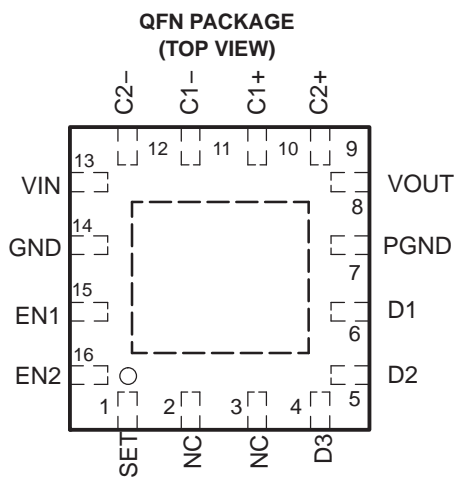 QFN PACKAGE
(TOP VIEW)
C2−
C1−
C1+
C2+
12
11
10
9
13
VIN
VOUT
8
14
GND
PGND
7
15
EN1
D1
6
16
EN2
D2
5
1
2
3
4
SET
NC
NC
D3